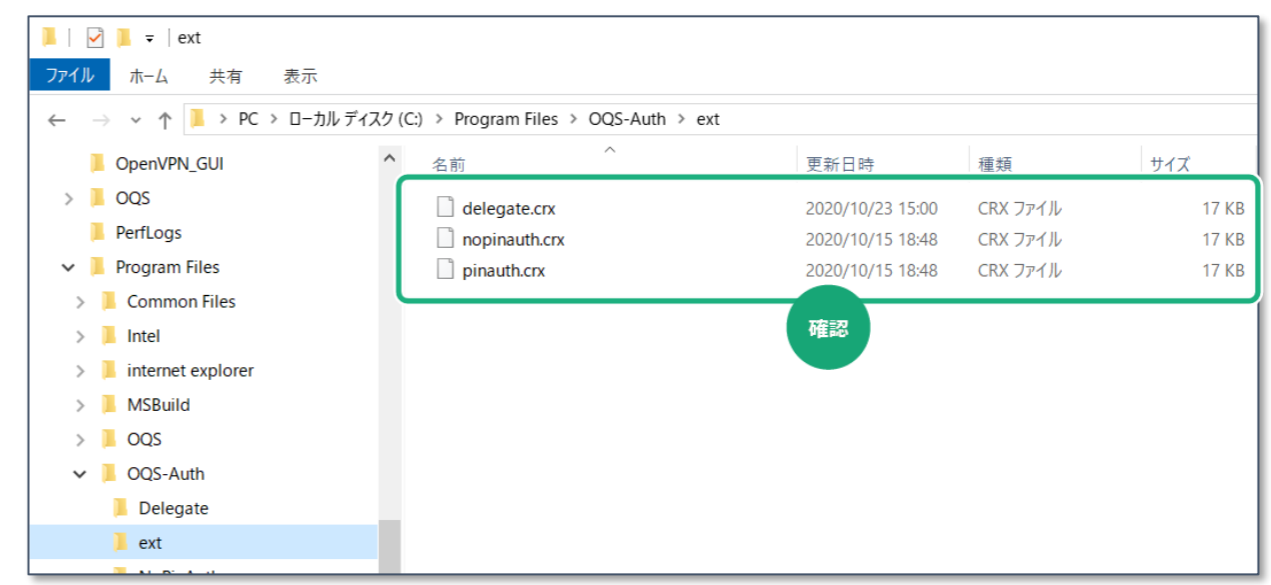 ext
ファイル ホーム 共有 表示
PC > ローカル ディスク (C:) > Program Files > OQS-Auth > ext
名前 更新日時 種類 サイズ
OpenVPN_GUI
OQS
PerfLogs
Program Files
Common Files
Intel
internet explorer
MSBuild
OQS
OQS-Auth
Delegate
ext
delegate.crx 2020/10/23 15:00 CRX ファイル 17 KB
nopinauth.crx 2020/10/15 18:48 CRX ファイル 17 KB
pinauth.crx 2020/10/15 18:48 CRX ファイル 17 KB
確認